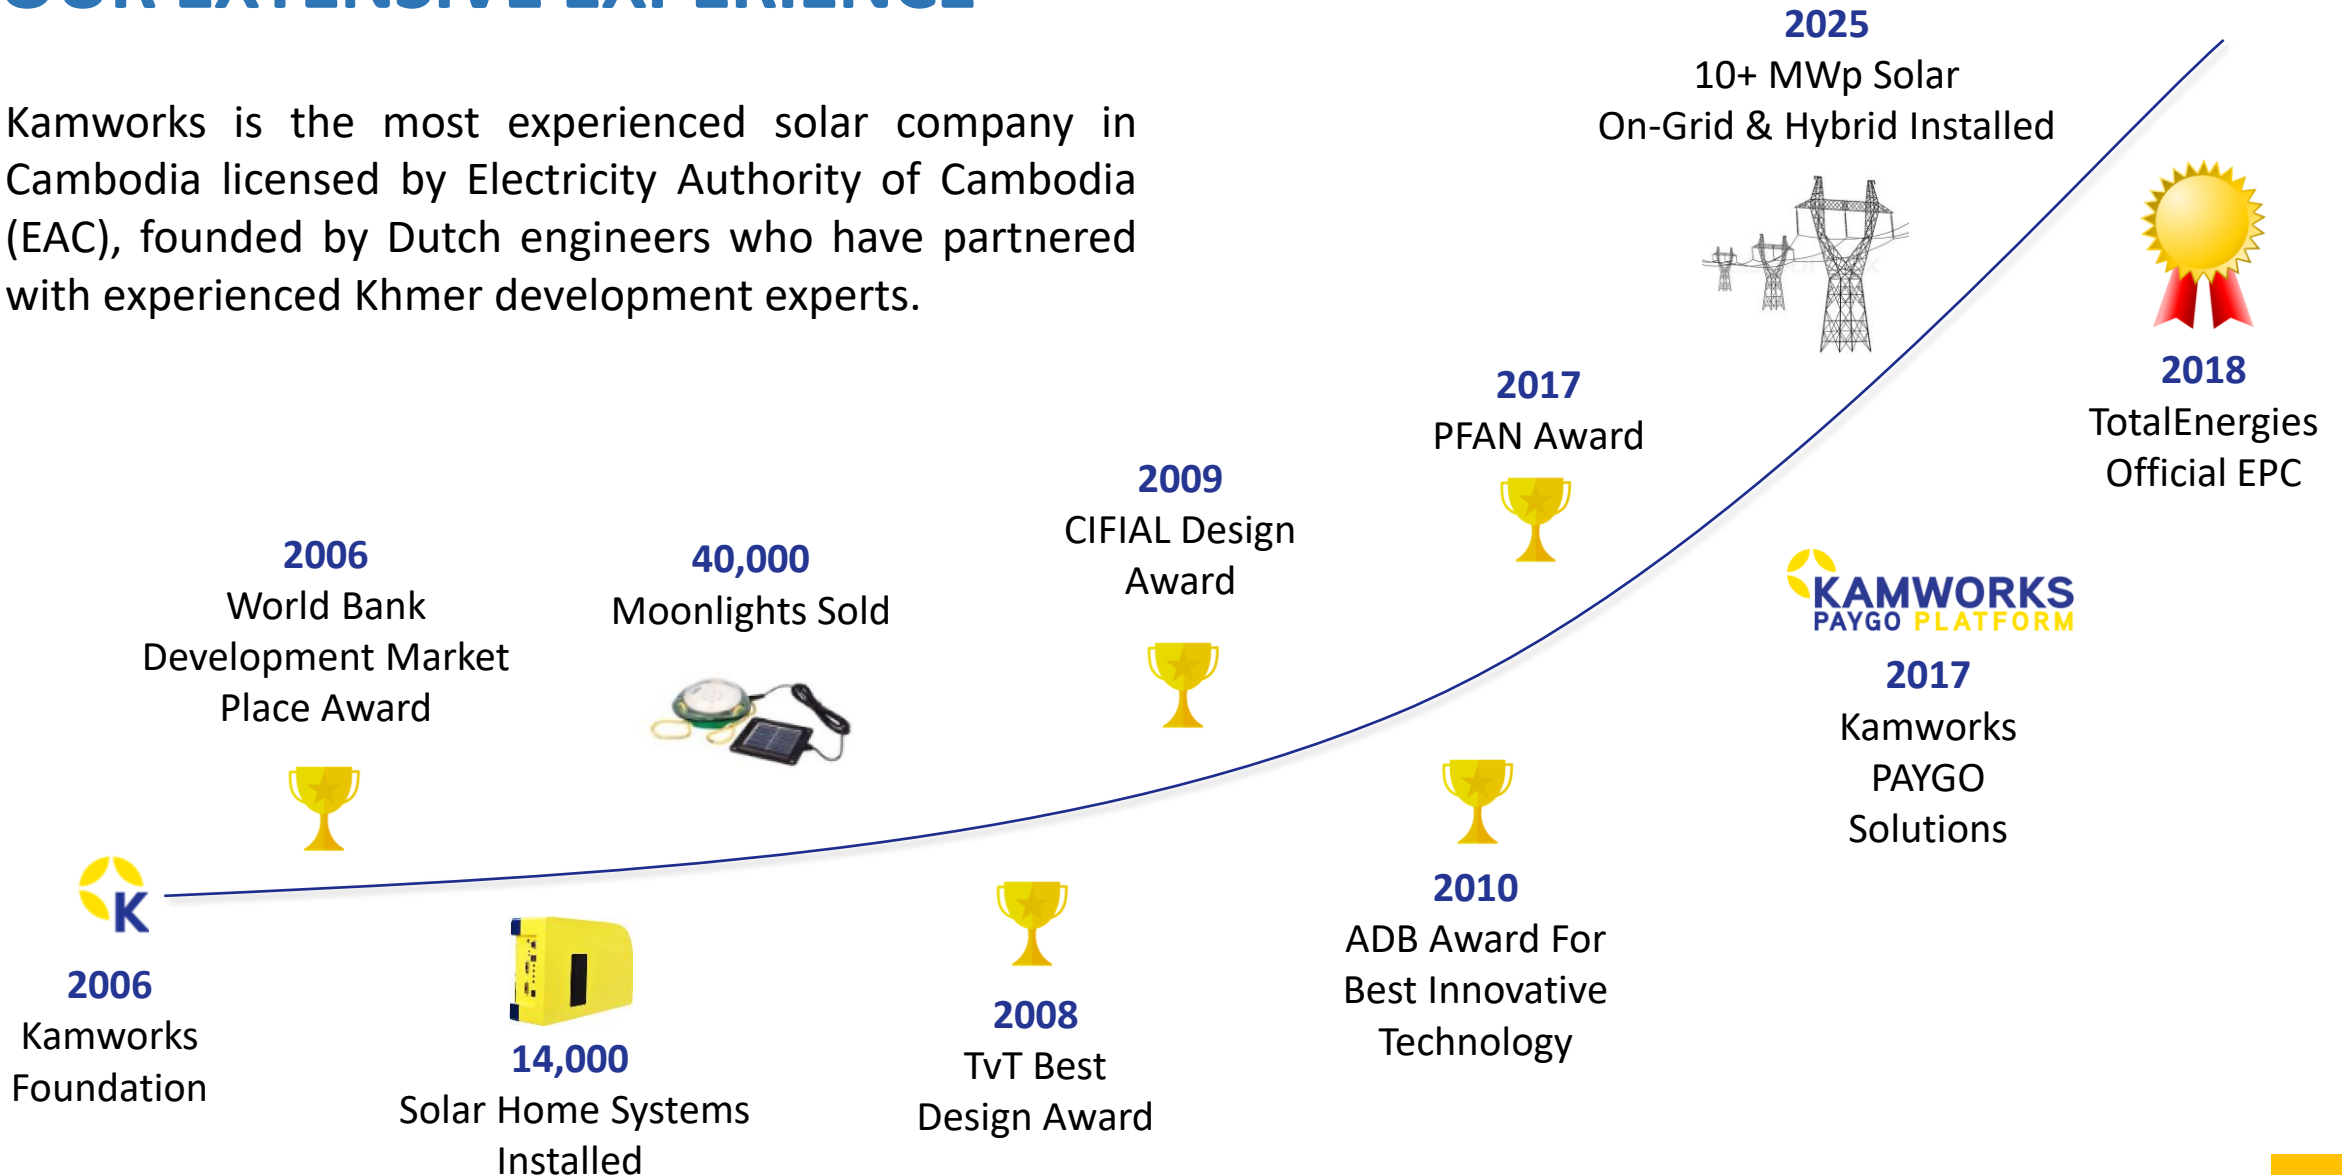 OUR EXTENSIVE EXPERIENCE
Kamworks is the most experienced solar company in
Cambodia licensed by Electricity Authority of Cambodia
(EAC), founded by Dutch engineers who have partnered
with experienced Khmer development experts.
2006
Kamworks
Foundation
2006
World Bank
Development Market
Place Award
14,000
Solar Home Systems
Installed
40,000
Moonlights Sold
2008
TvT Best
Design Award
2009
CIFIAL Design
Award
2010
ADB Award For
Best Innovative
Technology
2017
PFAN Award
KAMWORKS
PAYGO PLATFORM
2017
Kamworks
PAYGO
Solutions
2025
10+ MWp Solar
On-Grid & Hybrid Installed
2018
TotalEnergies
Official EPC
K